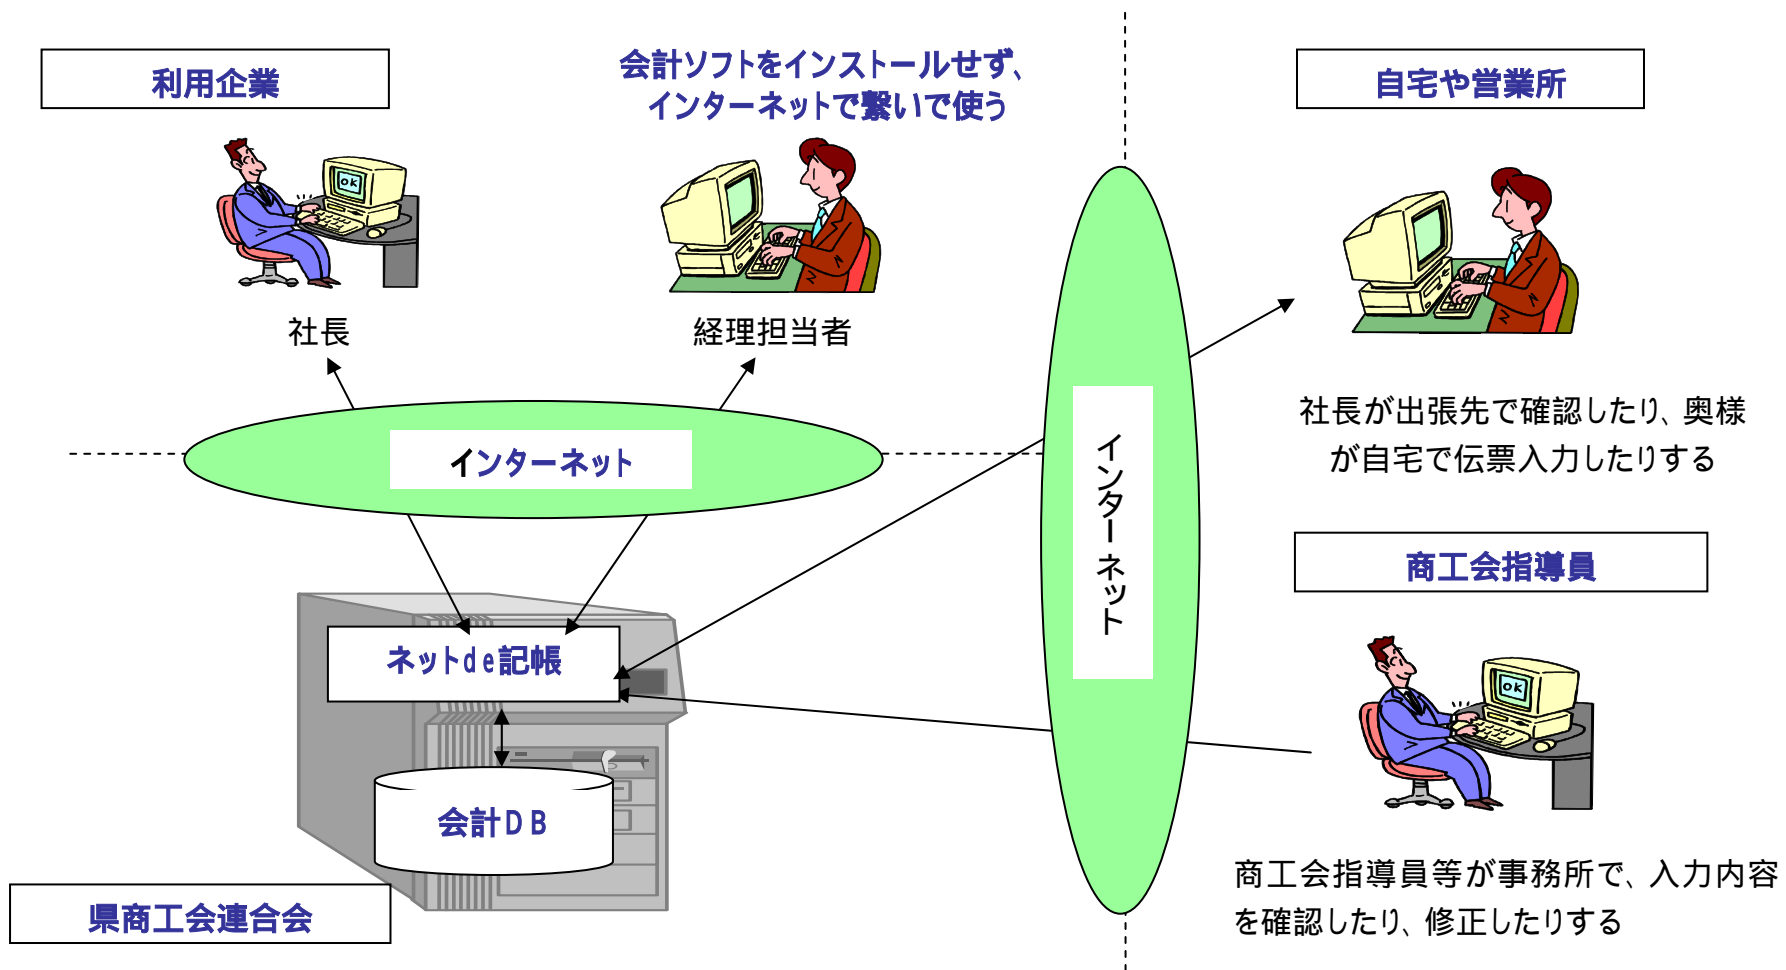 利用企業
会計ソフトをインストールせず、
インターネットで繋いで使う
自宅や営業所
OK
社長
経理担当者
社長が出張先で確認したり、奥様
が自宅で伝票入力したりする
インターネット
インターネット
商工会指導員
ネットde記帳
OK
会計DB
商工会指導員等が事務所で、入力内容
を確認したり、修正したりする
県商工会連合会